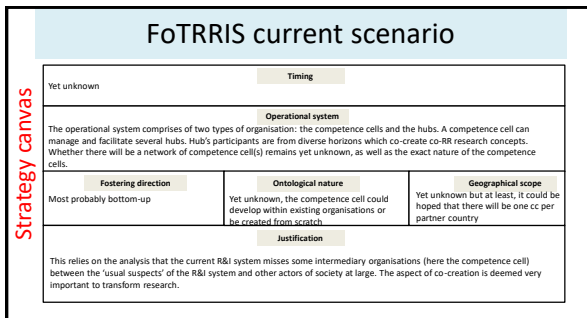 FoTRRIS current scenario
Strategy canvas
Timing
Yet unknown
Operational system
The operational system comprises of two types of organisation: the competence cells and the hubs. A competence cell can
manage and facilitate several hubs. Hub's participants are from diverse horizons which co-create co-RR research concepts.
Whether there will be a network of competence cell(s) remains yet unknown, as well as the exact nature of the competence
cells.
Fostering direction
Most probably bottom-up
Ontological nature
Yet unknown, the competence cell could
develop within existing organisations or
be created from scratch
Geographical scope
Yet unknown but at least, it could be
hoped that there will be one cc per
partner country
Justification
This relies on the analysis that the current R&I system misses some intermediary organisations (here the competence cell)
between the 'usual suspects' of the R&I system and other actors of society at large. The aspect of co-creation is deemed very
important to transform research.